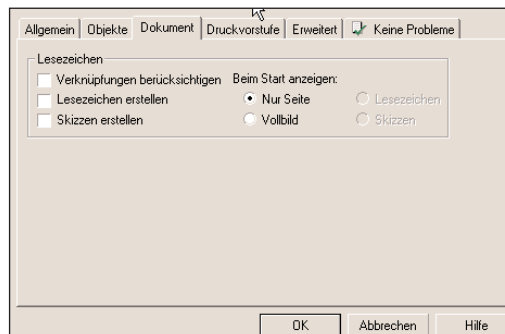 Allgemein Objekte Dokument Druckvorstufe Erweitert Keine Probleme
Lesezeichen
Verknüpfungen berücksichtigen Beim Start anzeigen:
Lesezeichen erstellen Nur Seite Lesezeichen
Skizzen erstellen Vollbild Skizzen
OK Abbrechen Hilfe